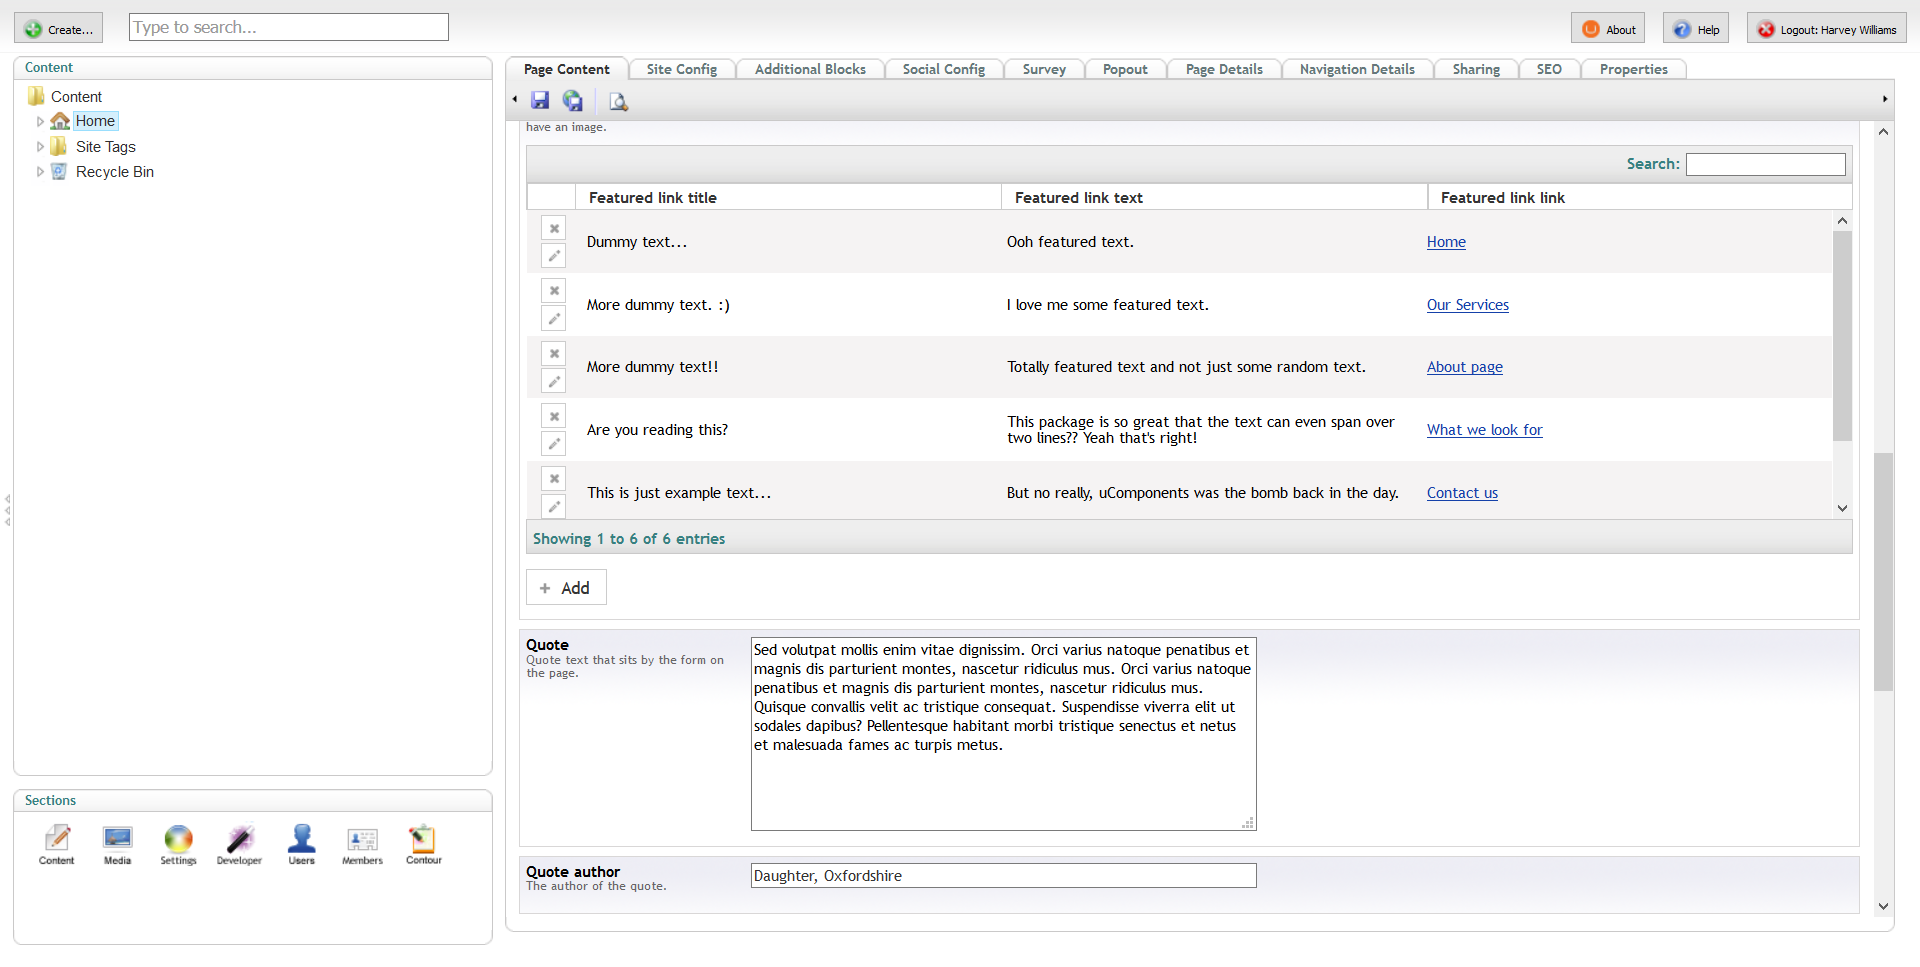 Create...
Type to search...
About
Help
Logout: Harvey Williams
Content
Content
Home
Site Tags
Recycle Bin
Sections
Content
Media
Settings
Developer
Users
Members
Contour
Page Content
Site Config
Additional Blocks
Social Config
Survey
Popout
Page Details
Navigation Details
Sharing
SEO
Properties
have an image.
Search:
Featured link title
Featured link text
Featured link link
Dummy text...
Ooh featured text.
Home
More dummy text. :)
I love me some featured text.
Our Services
More dummy text!!
Totally featured text and not just some random text.
About page
Are you reading this?
This package is so great that the text can even span over
two lines?? Yeah that's right!
What we look for
This is just example text...
But no really, uComponents was the bomb back in the day.
Contact us
Showing 1 to 6 of 6 entries
Add
Quote
Quote text that sits by the form on
the page.
Sed volutpat mollis enim vitae dignissim. Orci varius natoque penatibus et
magnis dis parturient montes, nascetur ridiculus mus. Orci varius natoque
penatibus et magnis dis parturient montes, nascetur ridiculus mus.
Quisque convallis velit ac tristique consequat. Suspendisse viverra elit ut
sodales dapibus? Pellentesque habitant morbi tristique senectus et netus
et malesuada fames ac turpis metus.
Quote author
The author of the quote.
Daughter, Oxfordshire